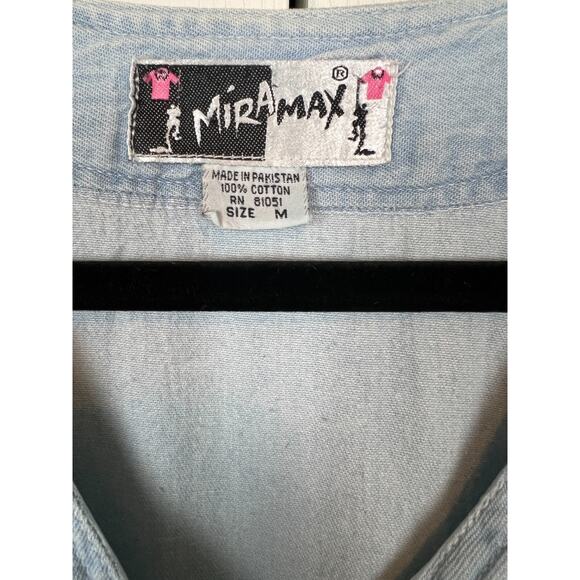 MiRAMAX ®
MADE IN PAKISTAN
100% COTTON
RN 81051
SIZE M